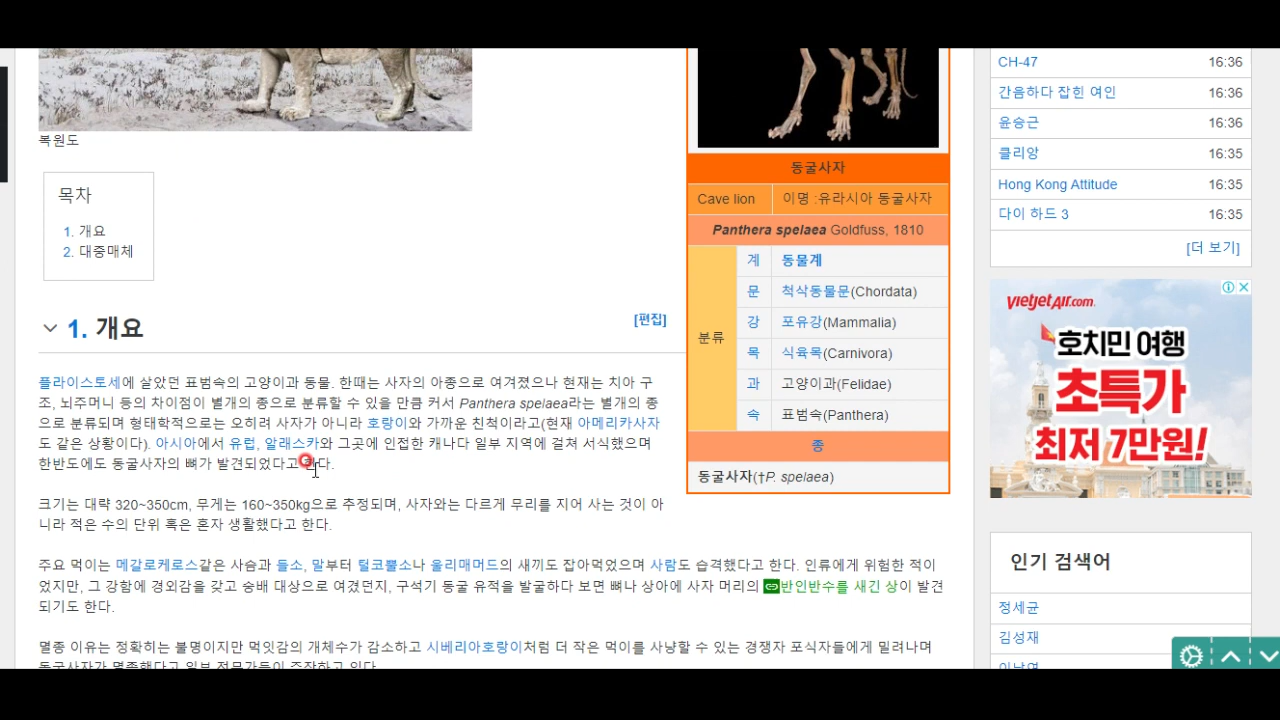 복원도
목차
1. 개요
2. 대중매체
1. 개요
[편집]
플라이스토세에 살았던 표범속의 고양이과 동물. 한때는 사자의 아종으로 여겨졌으나 현재는 치아 구
조, 뇌주머니 등의 차이점이 별개의 종으로 분류할 수 있을 만큼 커서 Panthera spelaea라는 별개의 종
으로 분류되며 형태학적으로는 오히려 사자가 아니라 호랑이와 가까운 친척이라고(현재 아메리카사자
도 같은 상황이다). 아시아에서 유럽, 알래스카와 그곳에 인접한 캐나다 일부 지역에 걸쳐 서식했으며
한반도에도 동굴사자의 뼈가 발견되었다고 한다.
크기는 대략 320~350cm, 무게는 160~350kg으로 추정되며, 사자와는 다르게 무리를 지어 사는 것이 아
니라 적은 수의 단위 혹은 혼자 생활했다고 한다.
주요 먹이는 메갈로케로스같은 사슴과 들소, 말부터 털코뿔소나 울리매머드의 새끼도 잡아먹었으며 사람도 습격했다고 한다. 인류에게 위험한 적이
었지만, 그 강함에 경외감을 갖고 숭배 대상으로 여겼던지, 구석기 동굴 유적을 발굴하다 보면 뼈나 상아에 사자 머리의 반인반수를 새긴 상이 발견
되기도 한다.
멸종 이유는 정확히는 불명이지만 먹잇감의 개체수가 감소하고 시베리아호랑이처럼 더 작은 먹이를 사냥할 수 있는 경쟁자 포식자들에게 밀려나며
동굴사자가 멸종했다고 일부 전문가들이 주장하고 있다.
동굴사자
Cave lion 이명 :유라시아 동굴사자
Panthera spelaea Goldfuss, 1810
분류
계 동물계
문 척삭동물문(Chordata)
강 포유강(Mammalia)
목 식육목(Carnivora)
과 고양이과(Felidae)
속 표범속(Panthera)
종
동굴사자(†P. spelaea)
CH-47 16:36
간음하다 잡힌 여인 16:36
윤승근 16:36
클리앙 16:35
Hong Kong Attitude 16:35
다이 하드 3 16:35
[더 보기]
vietjetAir.com
호치민 여행
초특가
최저 7만원!
인기 검색어
정세균
김성재
이낙연